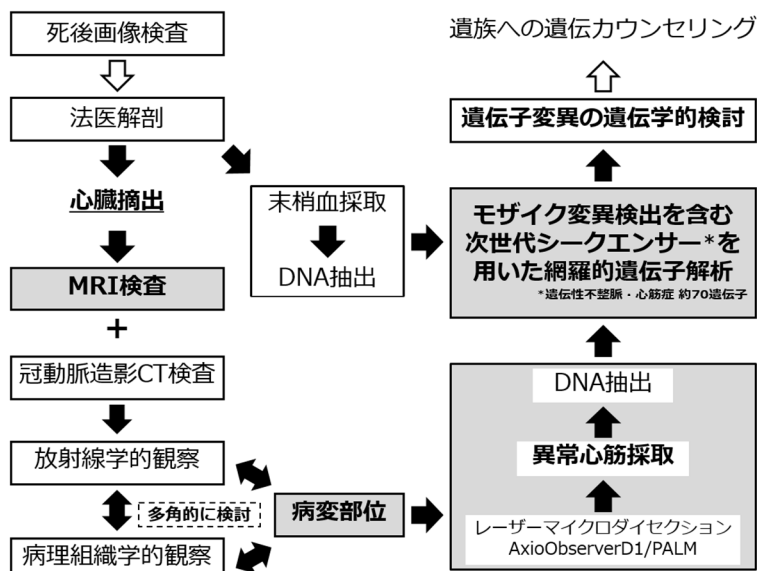 死後画像検査
法医解剖
心臓摘出
MRI検査
+
冠動脈造影CT検査
放射線学的観察
多角的に検討
病理組織学的観察
末梢血採取
DNA抽出
病変部位
遺族への遺伝カウンセリング
遺伝子変異の遺伝学的検討
モザイク変異検出を含む
次世代シークエンサー*を
用いた網羅的遺伝子解析
*遺伝性不整脈・心筋症 約70遺伝子
DNA抽出
異常心筋採取
レーザーマイクロダイセクション
AxioObserverD1/PALM